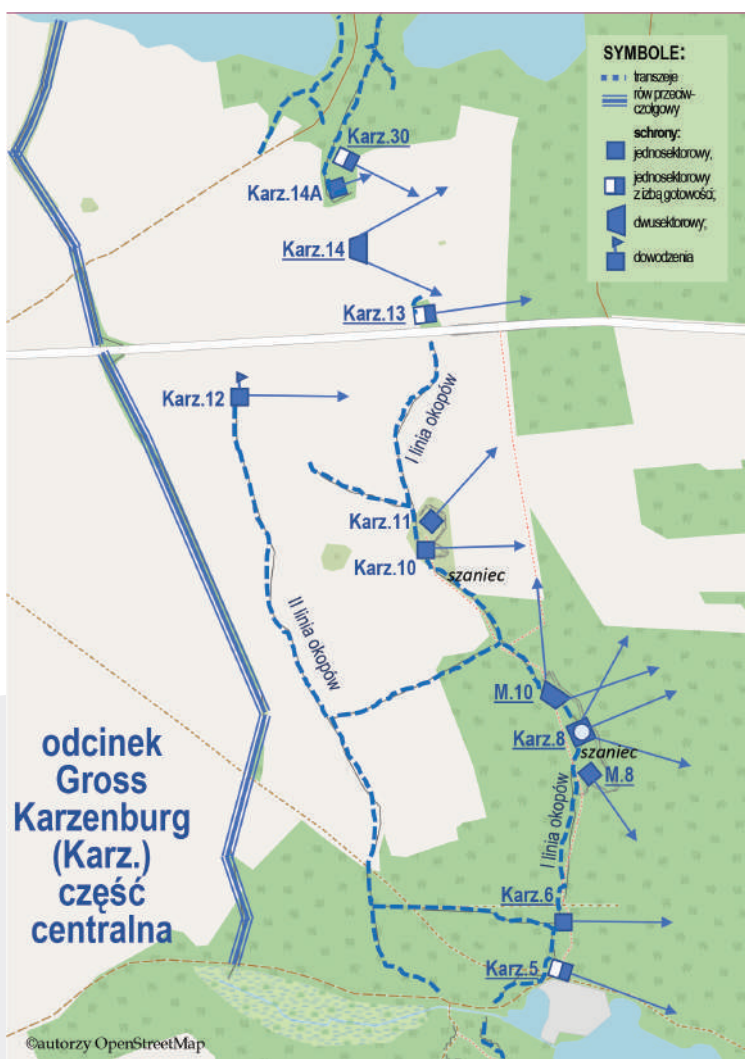 SYMBOLE:
transzeje
rów przeciw-
czołgowy
schrony:
jednosektorowy,
jednosektorowy
z izbą gotowości;
dwusektorowy;
dowodzenia
Karz.30
Karz.14A
Karz.14
Karz.13
Karz.12
I linia okopów
Karz.11
Karz.10
szaniec
II linia okopów
M.10
Karz.8
szaniec
M.8
I linia okopów
odcinek
Gross
Karzenburg
(Karz.)
część
centralna
Karz.6
Karz.5
©autorzy OpenStreetMap